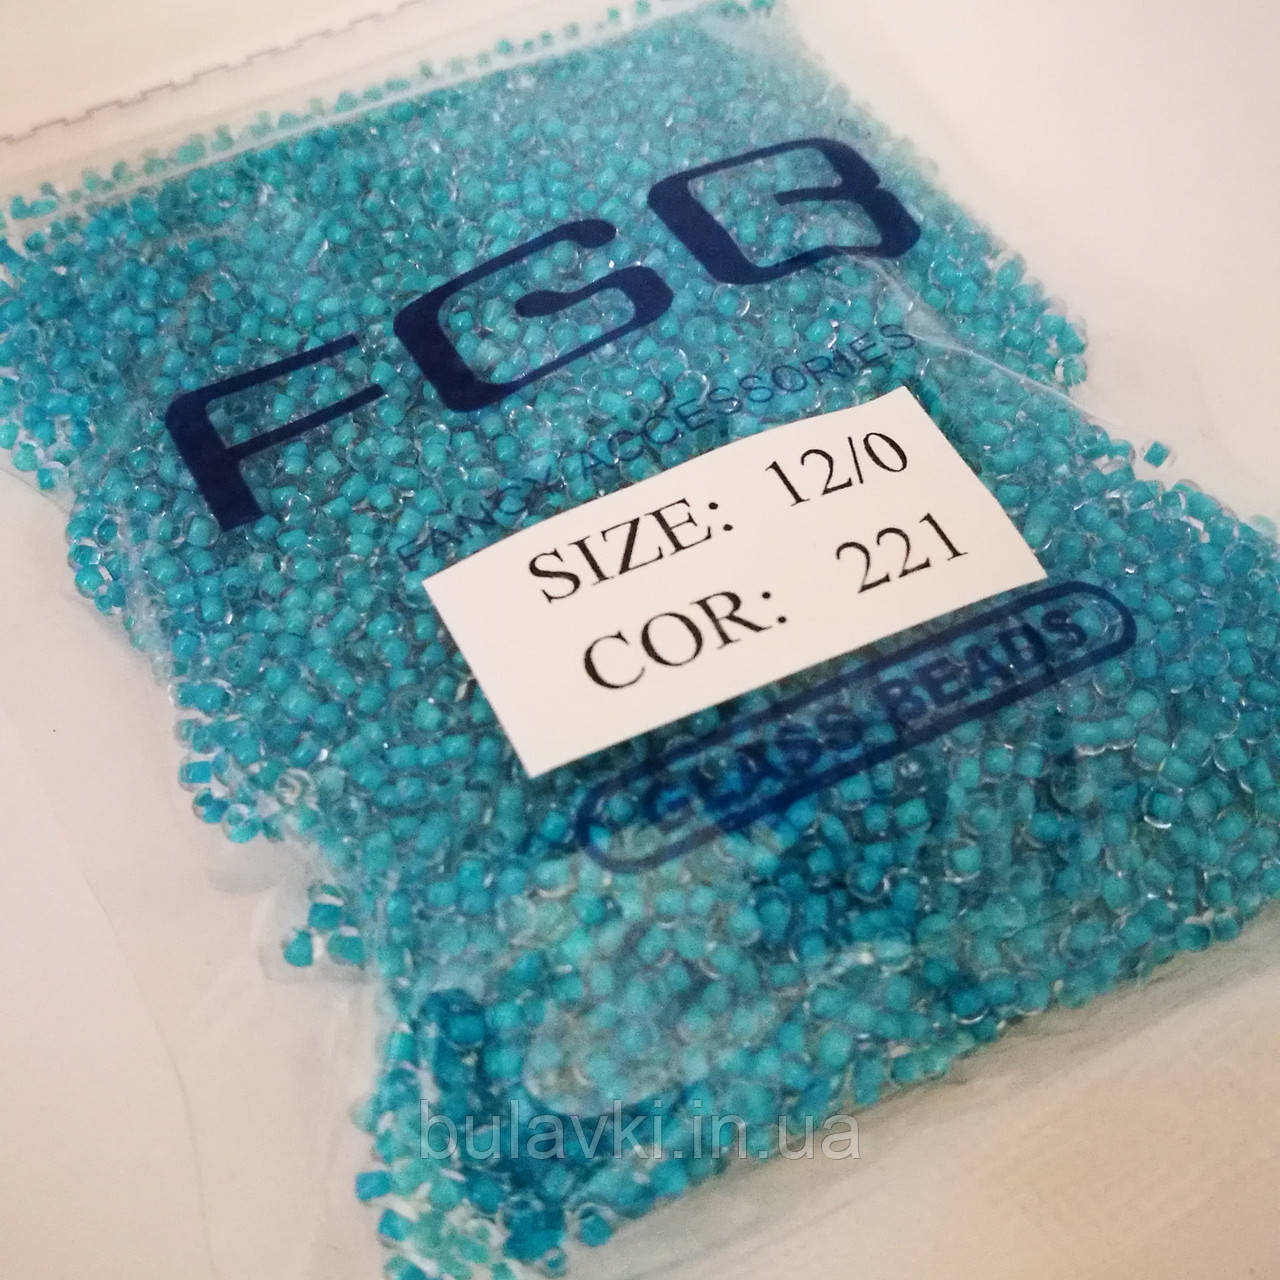 FGB
FANCY ACCESSORIES
SIZE: 12/0
COR: 221
GLASS BEADS
bulavki.in.ua